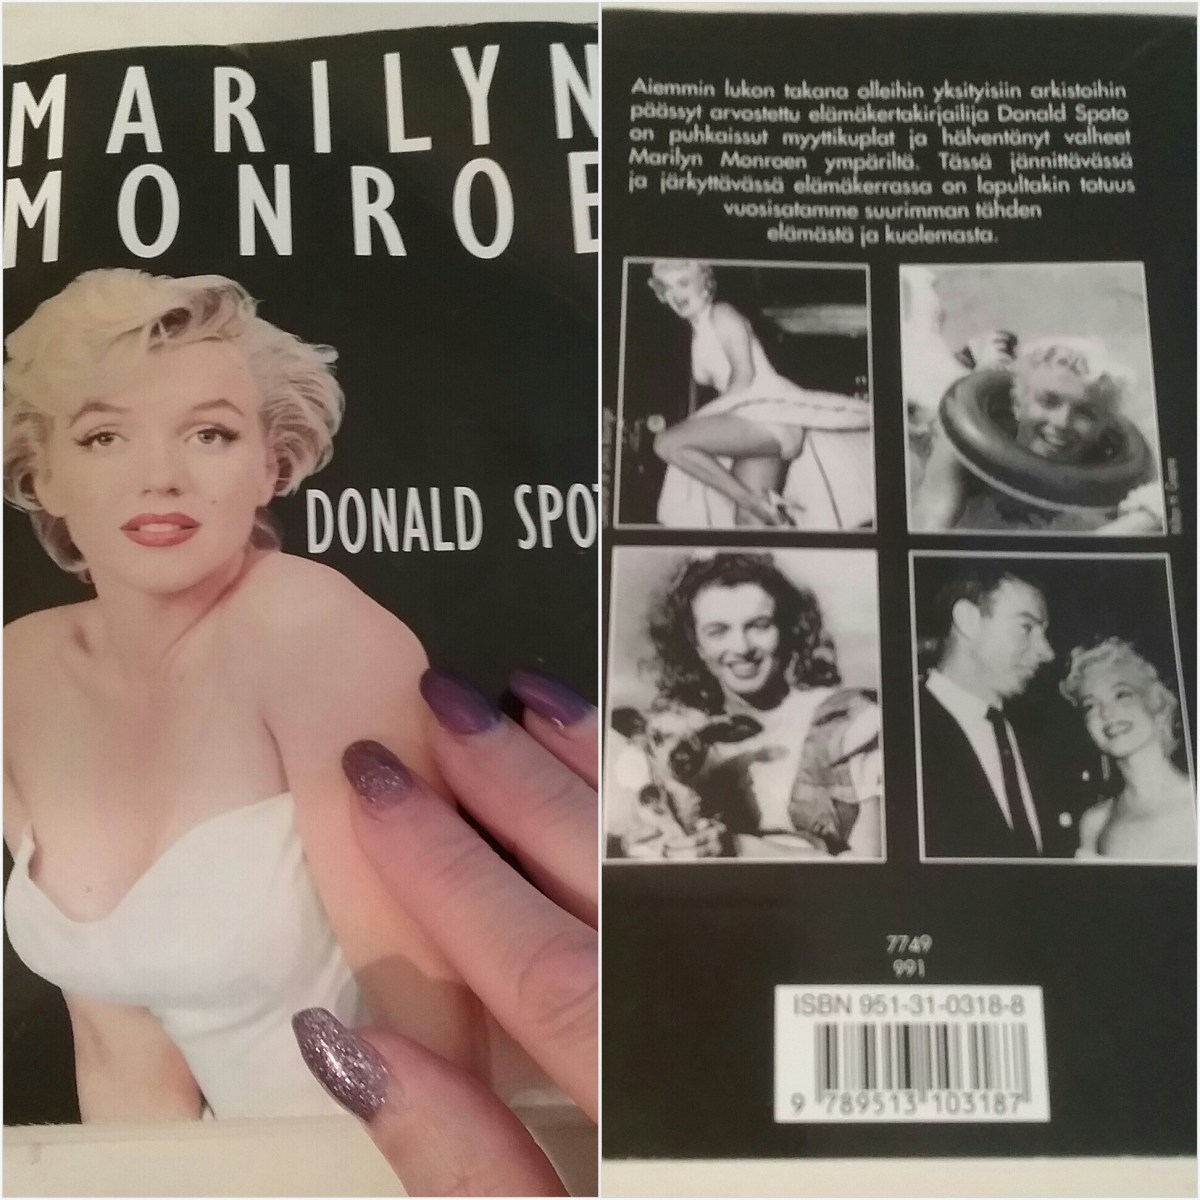 MARILYN
MONROE
DONALD SPO
Aiemmin lukon takana olleihin yksityisiin arkistoihin
päässyt arvostettu elämäkertakirjailija Donald Spoto
on puhkaissut myyttikuplat ja hälventänyt valheet
Marilyn Monroen ympäriltä. Tässä jännittävässä
ja järkyttävässä elämäkerrassa on lopultakin totuus
vuosisatamme suurimman tähden
elämästä ja kuolemasta.
7749
991
ISBN 951-31-0318-8
9 789513 103187